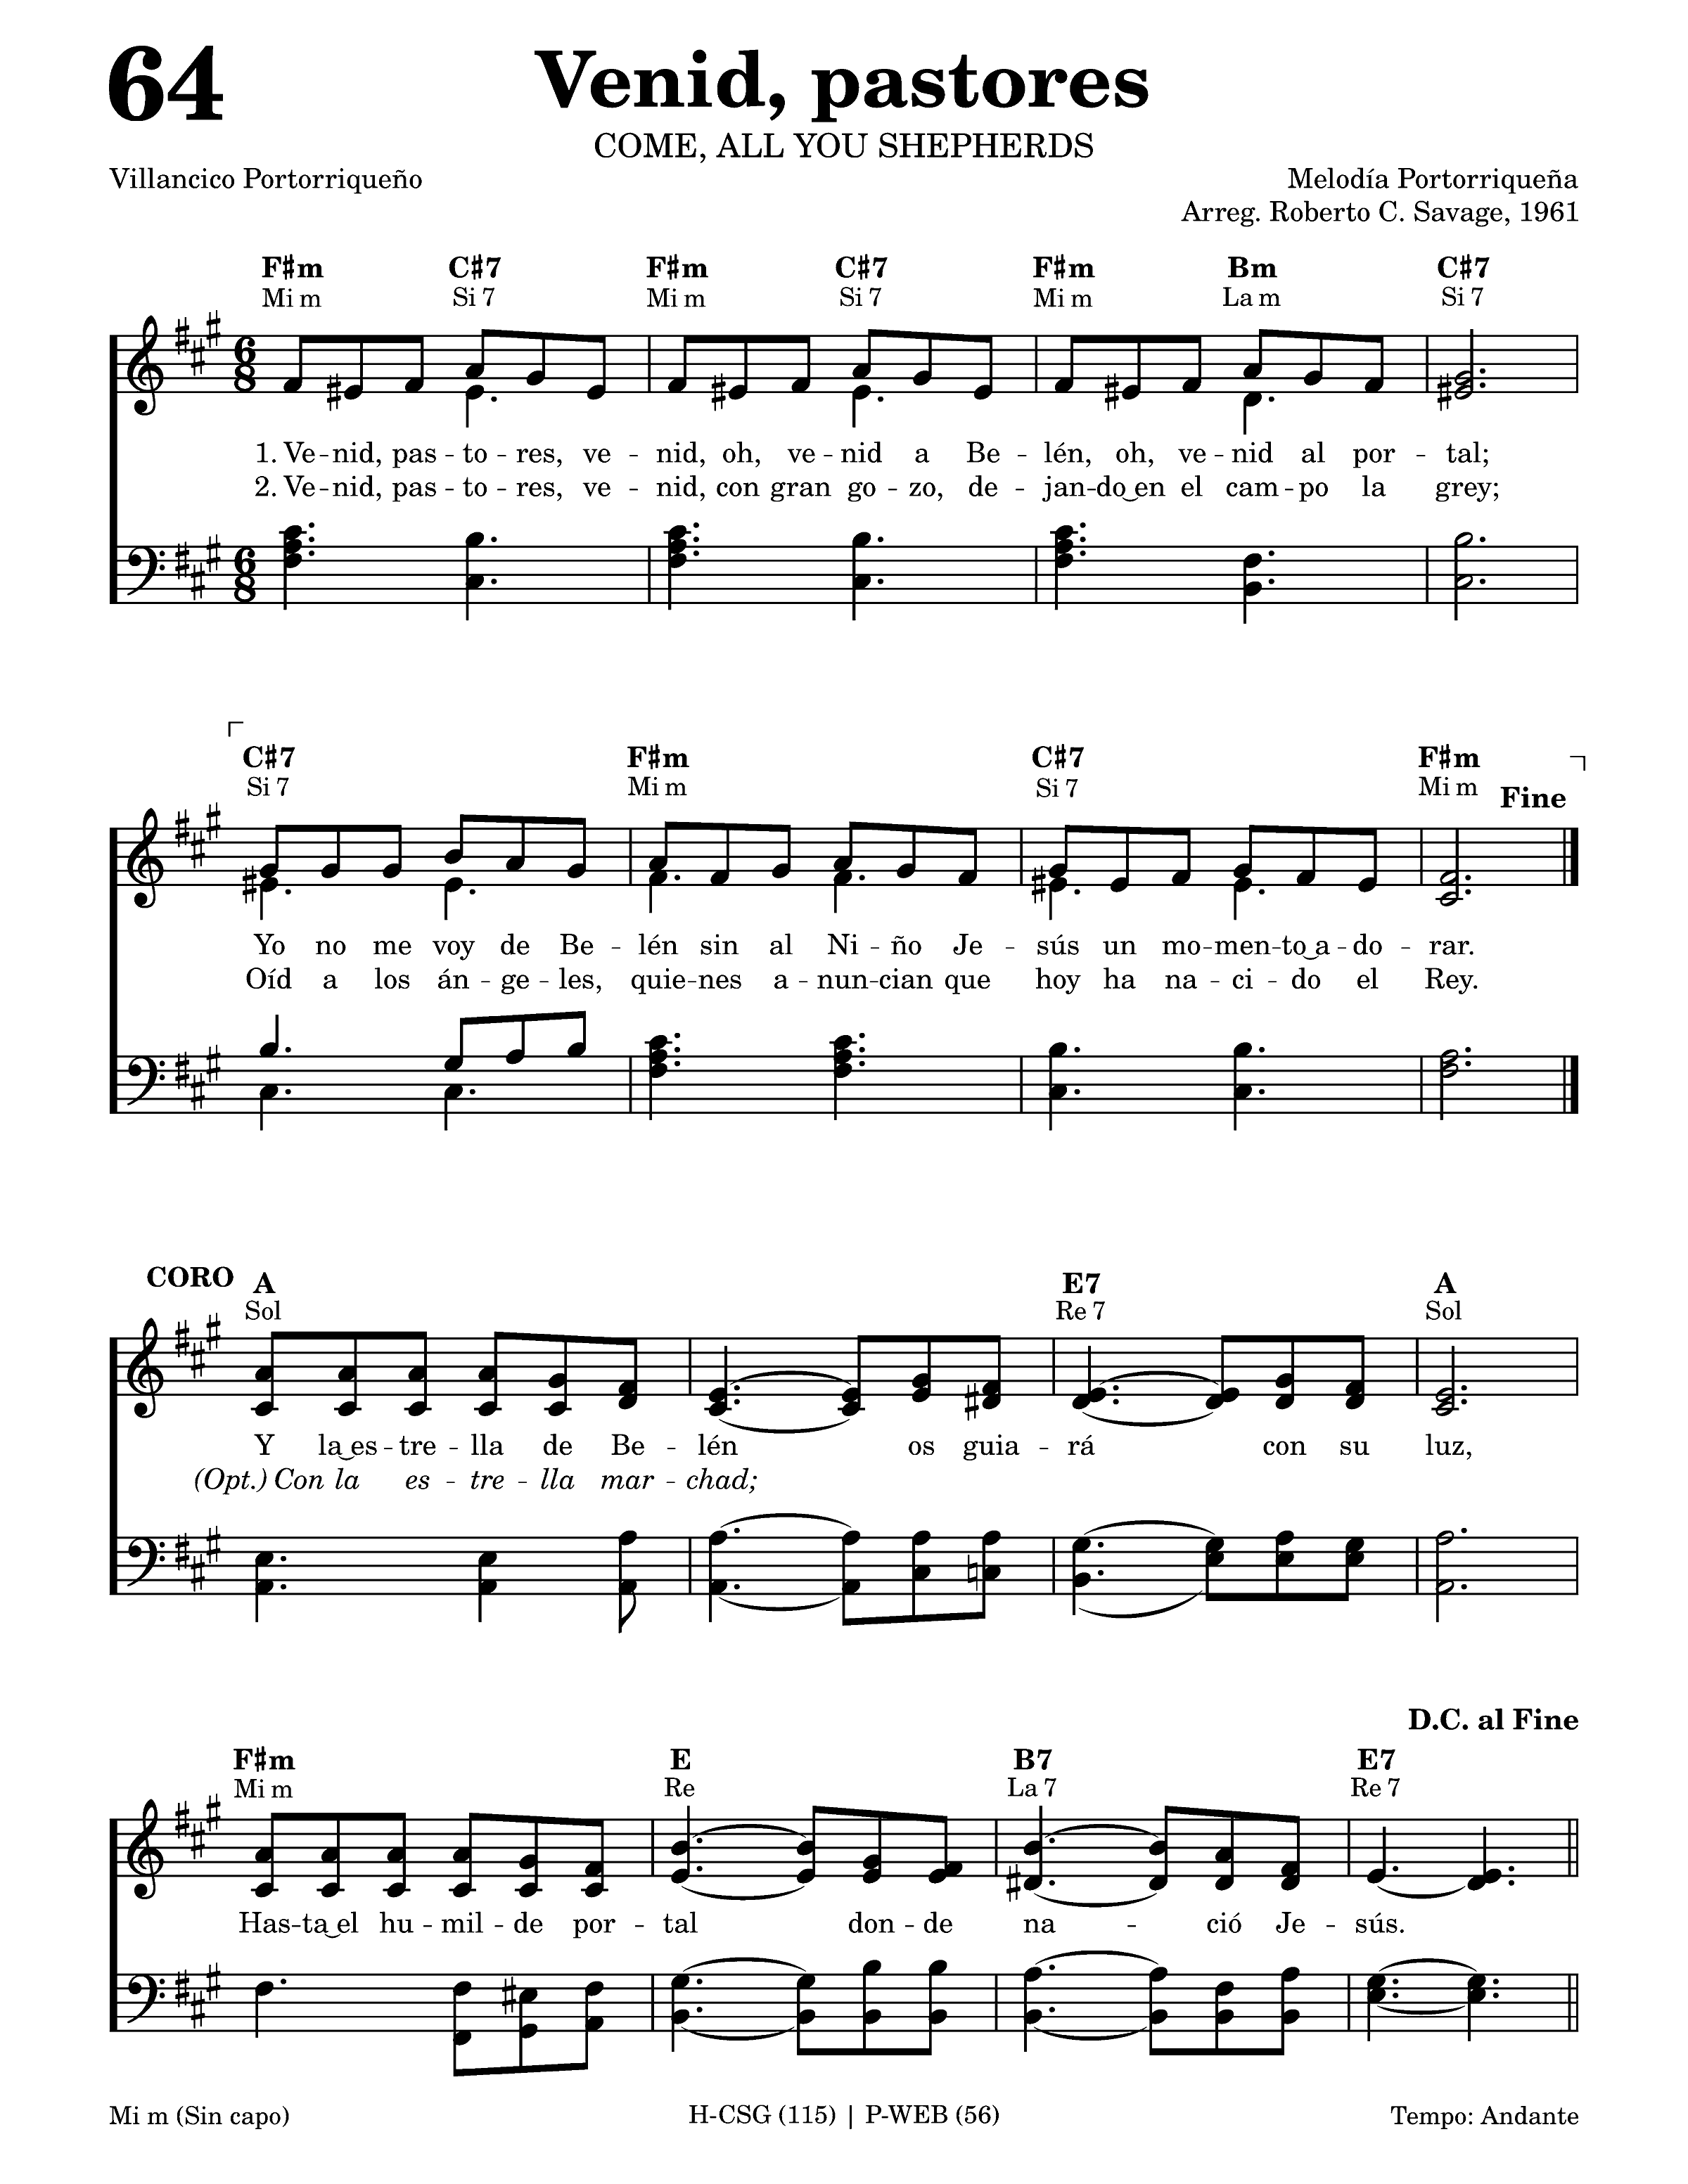 64
Venid, pastores
COME, ALL YOU SHEPHERDS
Villancico Portorriqueño
Melodía Portorriqueña
Arreg. Roberto C. Savage, 1961
F♯m C♯7 F♯m C♯7 F♯m Bm C♯7
Mi m Si 7 Mi m Si 7 Mi m La m Si 7
6 8
1. Ve – nid, pas – to – res, ve – nid, oh, ve – nid a Be – lén, oh, ve – nid al por – tal;
2. Ve – nid, pas – to – res, ve – nid, con gran go – zo, de – jan – do‿en el cam – po la grey;
6 8
C♯7 F♯m C♯7 F♯m
Si 7 Mi m Si 7 Mi m
Fine
Yo no me voy de Be – lén sin al Ni – ño Je – sús un mo – men – to‿a – do – rar.
Oíd a los án – ge – les, quie – nes a – nun – cian que hoy ha na – ci – do el Rey.
CORO
A E7 A
Sol Re 7 Sol
Y la‿es – tre – lla de Be – lén os guia – rá con su luz,
(Opt.) Con la es – tre – lla mar – chad;
D.C. al Fine
F♯m E B7 E7
Mi m Re La 7 Re 7
Has – ta‿el hu – mil – de por – tal don – de na – ció Je – sús.
Mi m (Sin capo)
H-CSG (115) | P-WEB (56)
Tempo: Andante